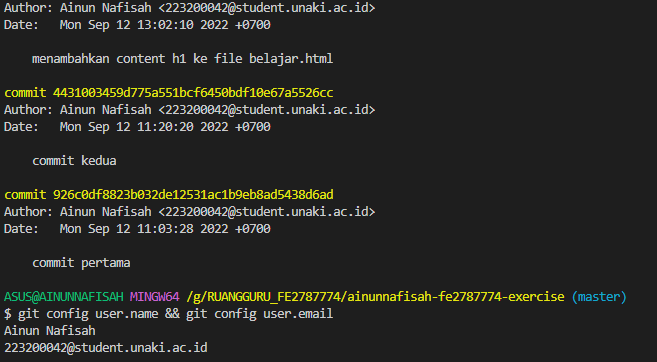 Author: Ainun Nafisah <223200042@student.unaki.ac.id>
Date:   Mon Sep 12 13:02:10 2022 +0700
menambahkan content h1 ke file belajar.html
commit 4431003459d775a551bcf6450bdf10e67a5526cc
Author: Ainun Nafisah <223200042@student.unaki.ac.id>
Date:   Mon Sep 12 11:20:20 2022 +0700
commit kedua
commit 926c0df8823b032de12531ac1b9eb8ad5438d6ad
Author: Ainun Nafisah <223200042@student.unaki.ac.id>
Date:   Mon Sep 12 11:03:28 2022 +0700
commit pertama
ASUS@AINUNNAFISAH MINGW64 /g/RUANGGURU_FE2787774/ainunnafisah-fe2787774-exercise (master)
$ git config user.name && git config user.email
Ainun Nafisah
223200042@student.unaki.ac.id